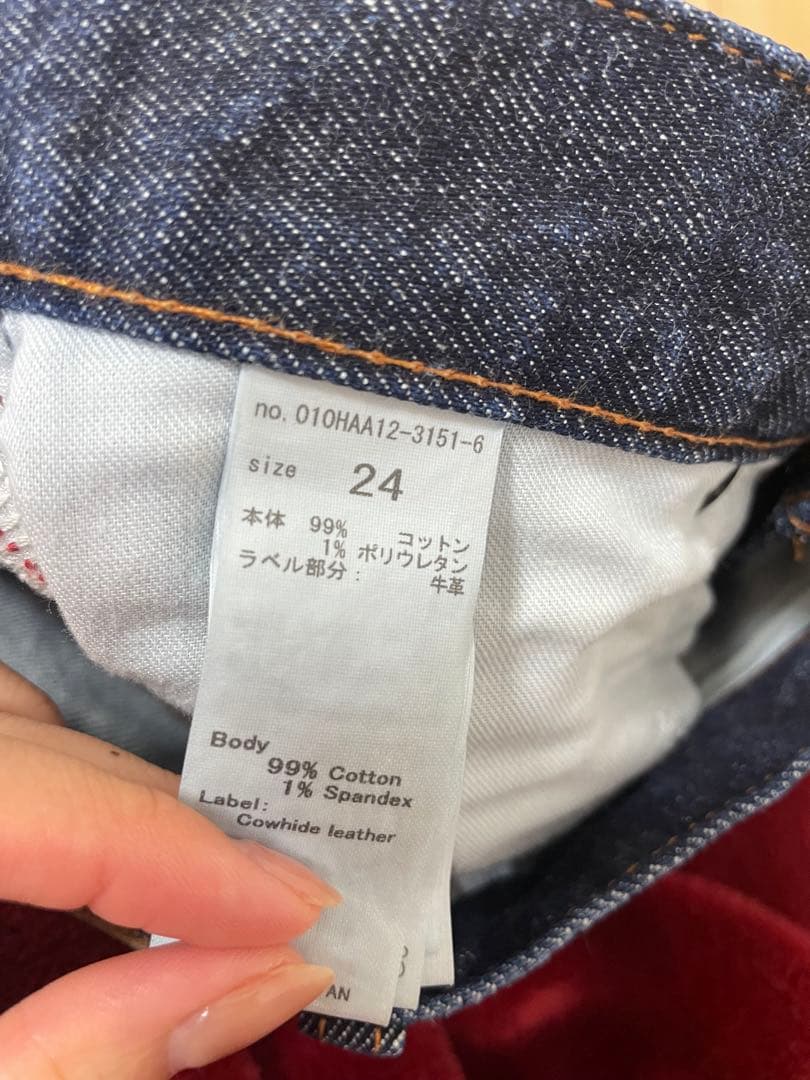 no. 010HAA12-3151-6
size 24
本体 99% コットン
1% ポリウレタン
ラベル部分: 牛革
Body
99% Cotton
1% Spandex
Label:
Cowhide leather